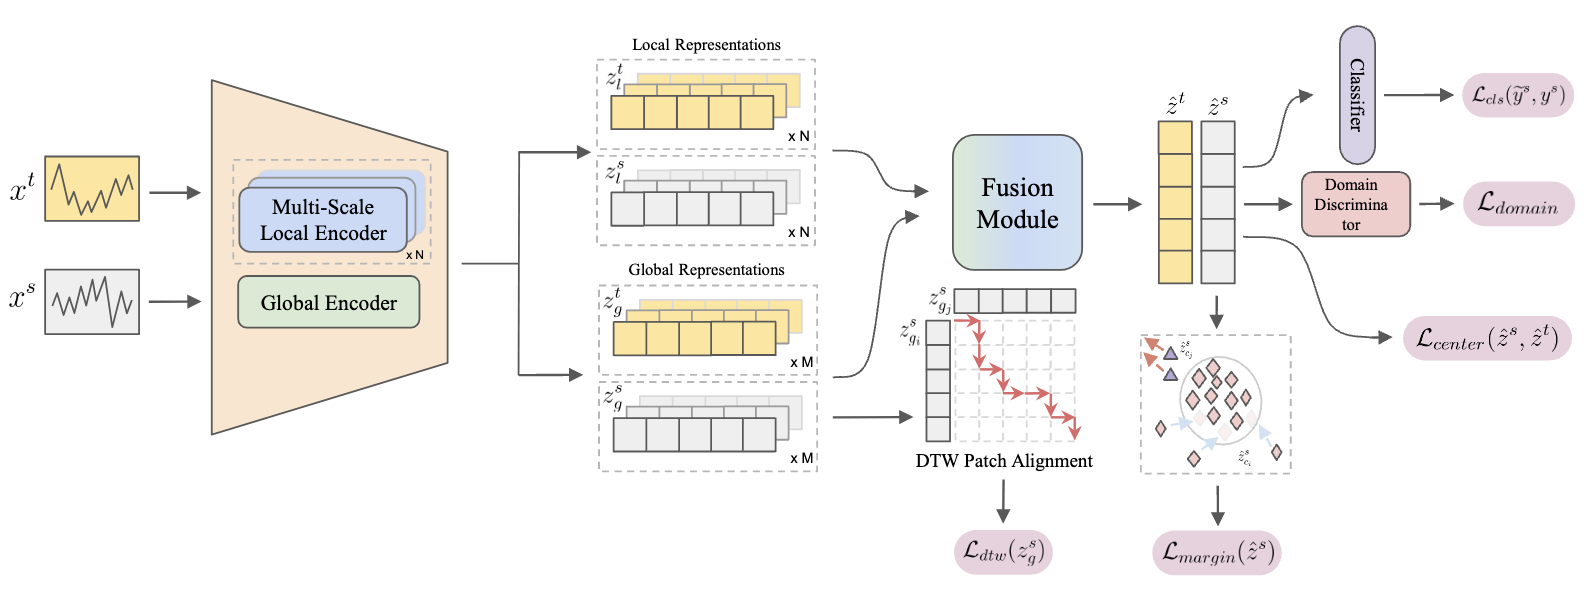 x^t
x^s
Multi-Scale
Local Encoder
x N
Global Encoder
Local Representations
z_l^t
x N
z_l^s
x N
Global Representations
z_g^t
x M
z_g^s
x M
Fusion
Module
z_{g_j}^s
z_{g_i}^s
DTW Patch Alignment
\mathcal{L}_{dtw}(z_g^s)
\hat{z}^t
\hat{z}^s
Classifier
\mathcal{L}_{cls}(\widetilde{y}^s, y^s)
Domain
Discrimina
tor
\mathcal{L}_{domain}
\mathcal{L}_{center}(\hat{z}^s, \hat{z}^t)
\hat{z}_{c_j}^s
\hat{z}_{c_i}^s
\mathcal{L}_{margin}(\hat{z}^s)